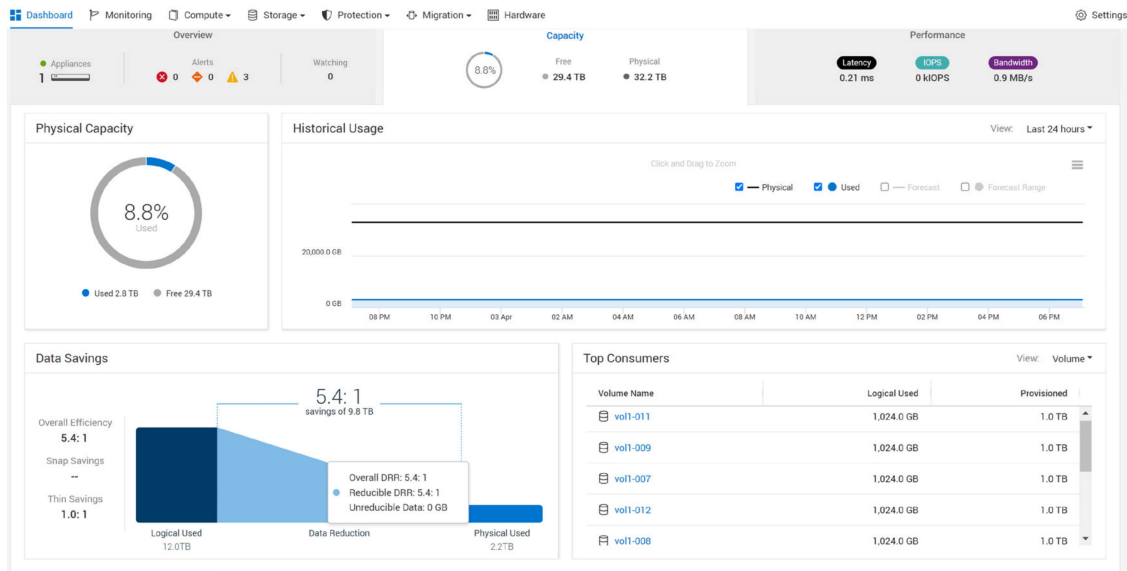 Dashboard Monitoring Compute Storage Protection Migration Hardware Settings
Overview Capacity Performance
Appliances Alerts Watching
1 0 0 3 0
8.8%
Free Physical
29.4 TB 32.2 TB
Latency IOPS Bandwidth
0.21 ms 0 kIOPS 0.9 MB/s
Physical Capacity
8.8%
Used
Used 2.8 TB Free 29.4 TB
Historical Usage View: Last 24 hours
Click and Drag to Zoom
Physical Used Forecast Forecast Range
20,000.0 GB
0 GB
08 PM 10 PM 03 Apr 02 AM 04 AM 06 AM 08 AM 10 AM 12 PM 02 PM 04 PM 06 PM
Data Savings
5.4: 1
savings of 9.8 TB
Overall Efficiency
5.4: 1
Snap Savings
--
Thin Savings
1.0: 1
Overall DRR: 5.4: 1
Reducible DRR: 5.4: 1
Unreducible Data: 0 GB
Logical Used Data Reduction Physical Used
12.0TB 2.2TB
Top Consumers View: Volume
Volume Name Logical Used Provisioned
vol1-011 1,024.0 GB 1.0 TB
vol1-009 1,024.0 GB 1.0 TB
vol1-007 1,024.0 GB 1.0 TB
vol1-012 1,024.0 GB 1.0 TB
vol1-008 1,024.0 GB 1.0 TB